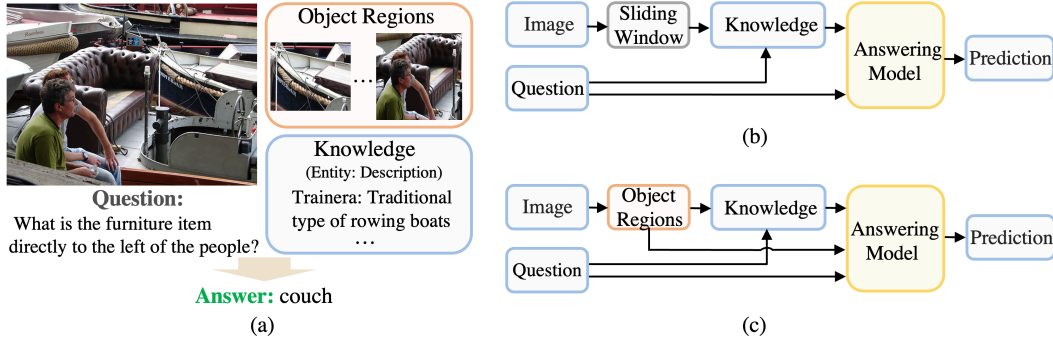 Object Regions
...
Knowledge
(Entity: Description)
Trainera: Traditional
type of rowing boats
...
Question:
What is the furniture item
directly to the left of the people?
Answer: couch
(a)
Image
Sliding
Window
Knowledge
Question
Answering
Model
Prediction
(b)
Image
Object
Regions
Knowledge
Question
Answering
Model
Prediction
(c)